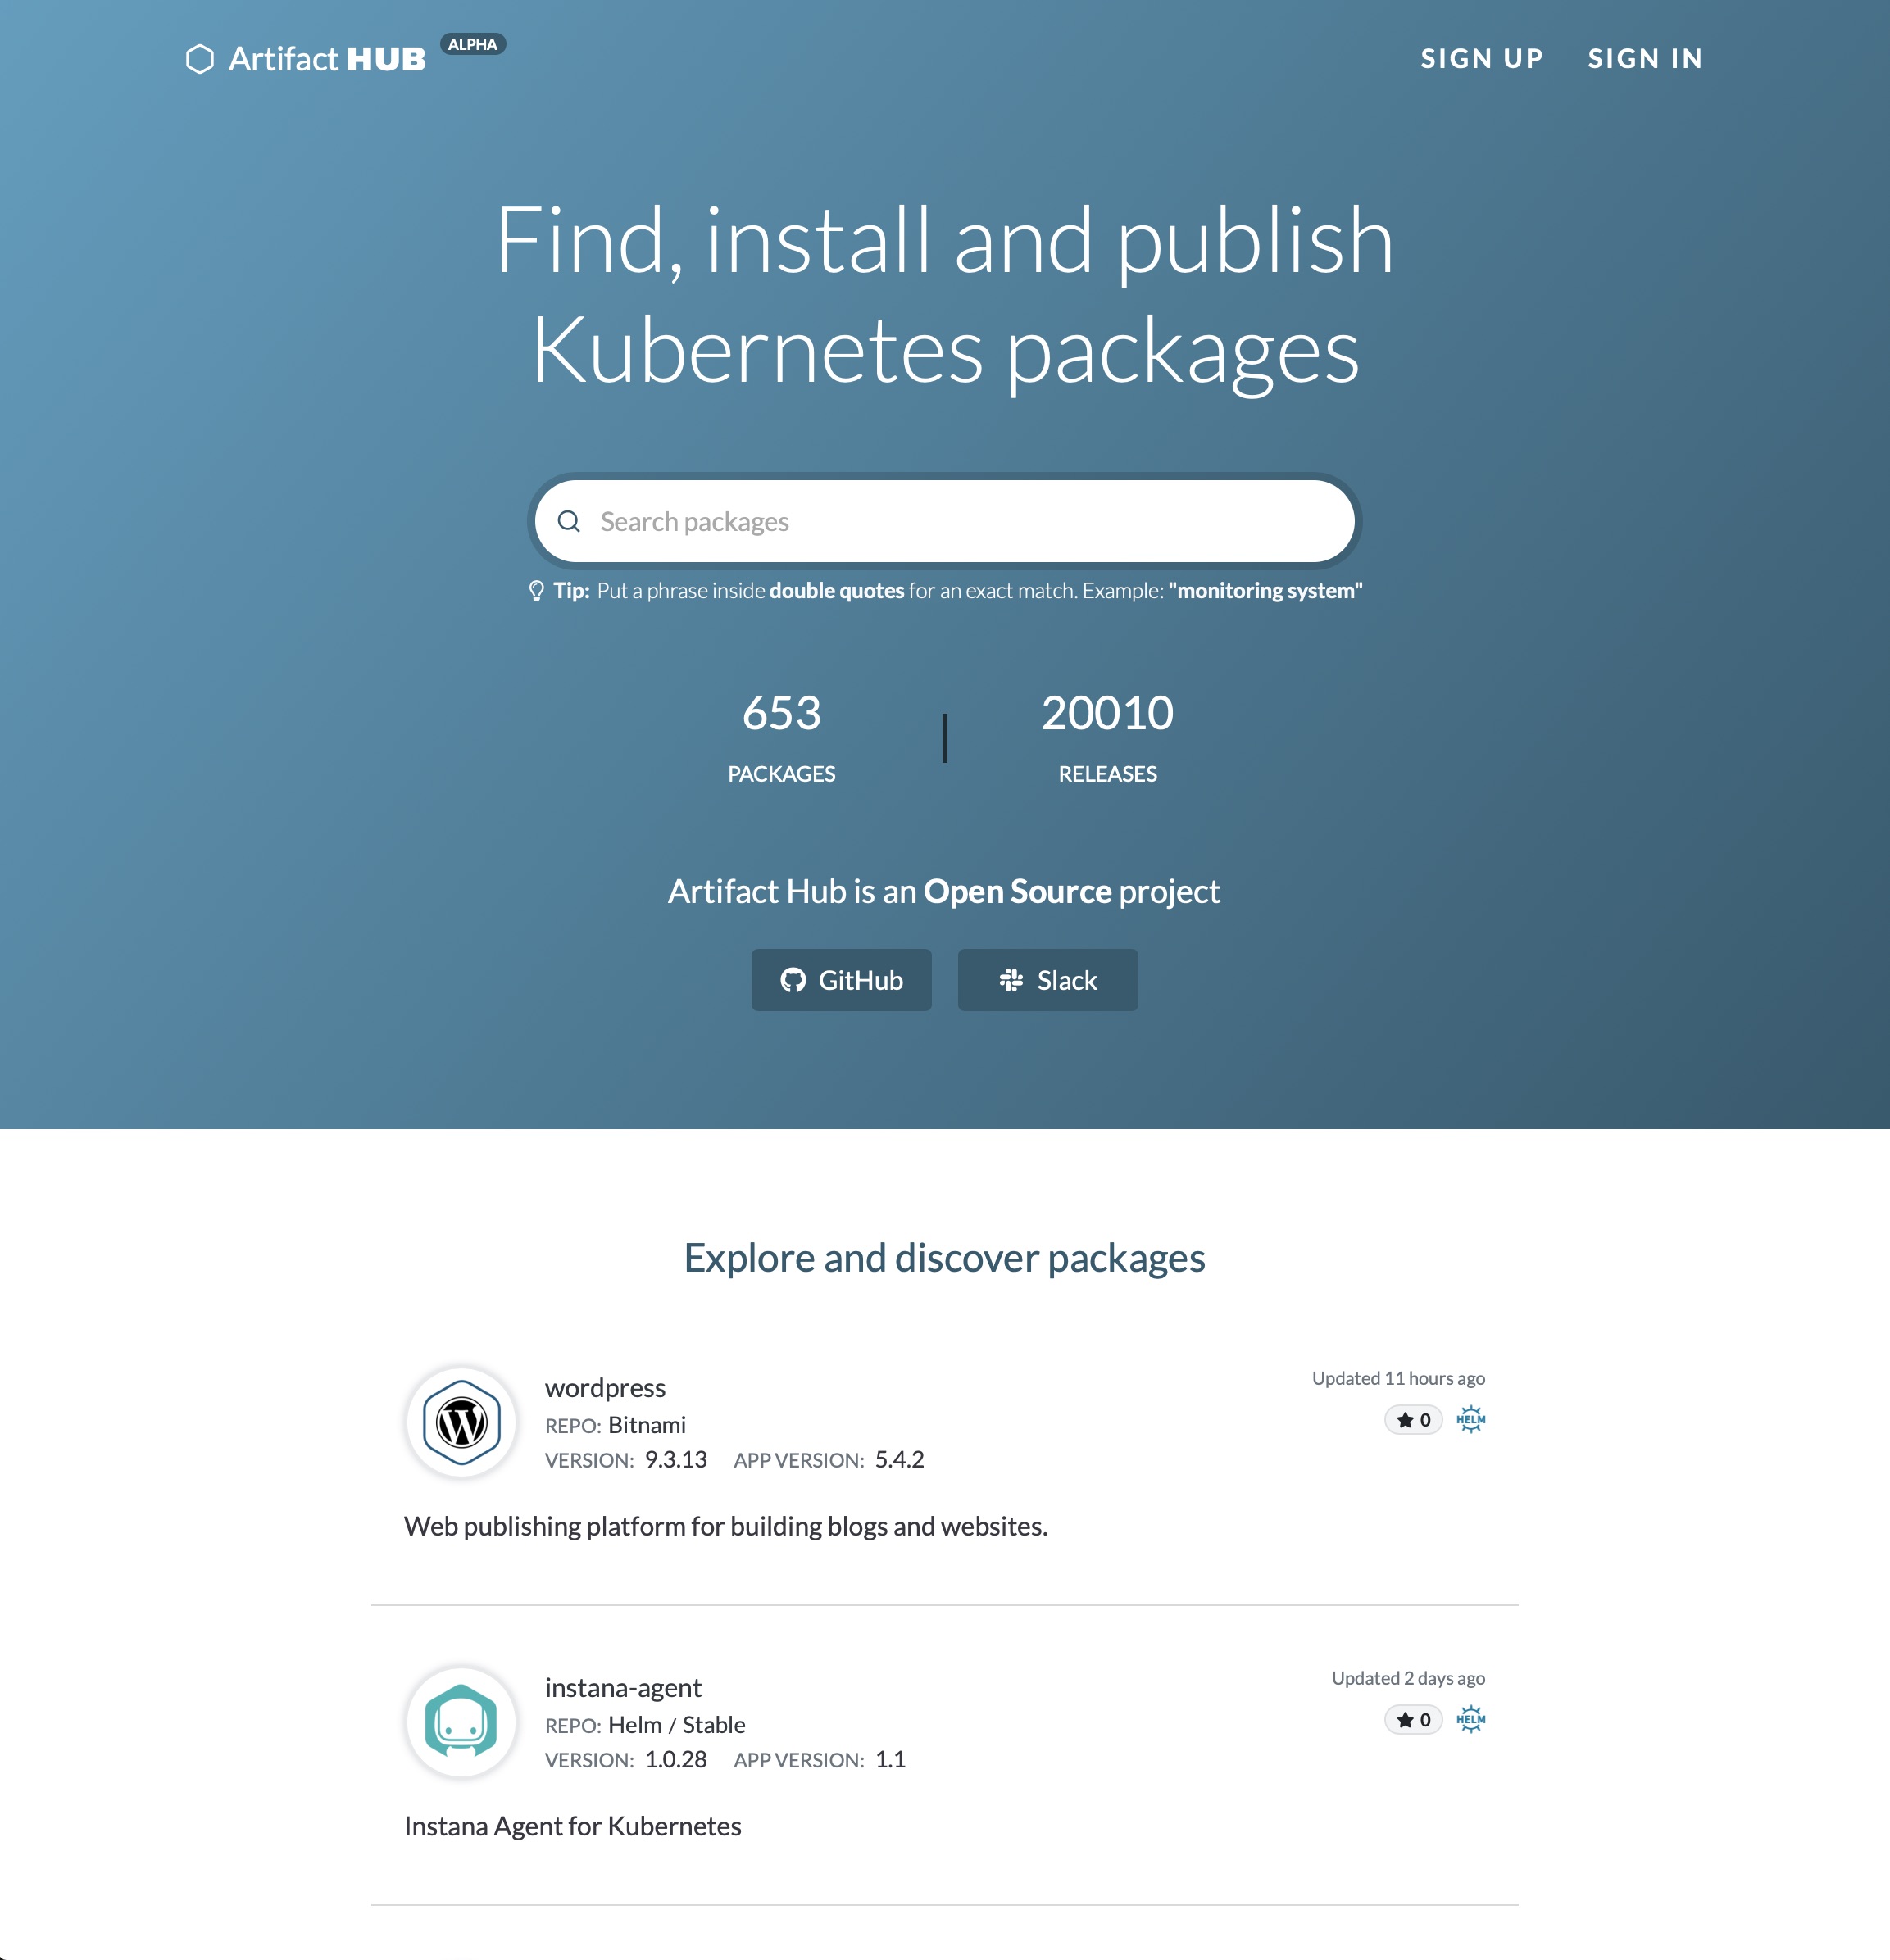 Artifact HUB ALPHA
SIGN UP SIGN IN
Find, install and publish
Kubernetes packages
Search packages
Tip: Put a phrase inside double quotes for an exact match. Example: "monitoring system"
653 20010
PACKAGES RELEASES
Artifact Hub is an Open Source project
GitHub Slack
Explore and discover packages
wordpress
Updated 11 hours ago
REPO: Bitnami
0 HELM
VERSION: 9.3.13 APP VERSION: 5.4.2
Web publishing platform for building blogs and websites.
instana-agent
Updated 2 days ago
REPO: Helm / Stable
0 HELM
VERSION: 1.0.28 APP VERSION: 1.1
Instana Agent for Kubernetes